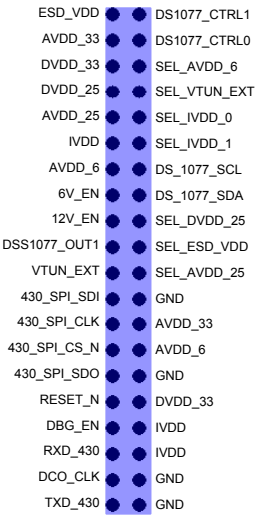 ESD_VDD DS1077_CTRL1
AVDD_33 DS1077_CTRL0
DVDD_33 SEL_AVDD_6
DVDD_25 SEL_VTUN_EXT
AVDD_25 SEL_IVDD_0
IVDD SEL_IVDD_1
AVDD_6 DS_1077_SCL
6V_EN DS_1077_SDA
12V_EN SEL_DVDD_25
DSS1077_OUT1 SEL_ESD_VDD
VTUN_EXT SEL_AVDD_25
430_SPI_SDI GND
430_SPI_CLK AVDD_33
430_SPI_CS_N AVDD_6
430_SPI_SDO GND
RESET_N DVDD_33
DBG_EN IVDD
RXD_430 IVDD
DCO_CLK GND
TXD_430 GND